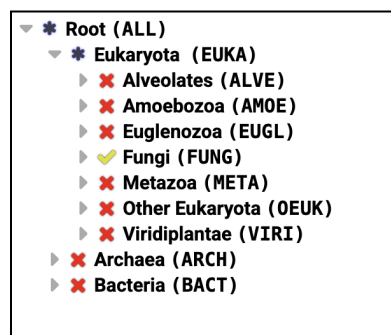 Root (ALL)
Eukaryota (EUKA)
Alveolates (ALVE)
Amoebozoa (AMOE)
Euglenozoa (EUGL)
Fungi (FUNG)
Metazoa (META)
Other Eukaryota (OEUK)
Viridiplantae (VIRI)
Archaea (ARCH)
Bacteria (BACT)